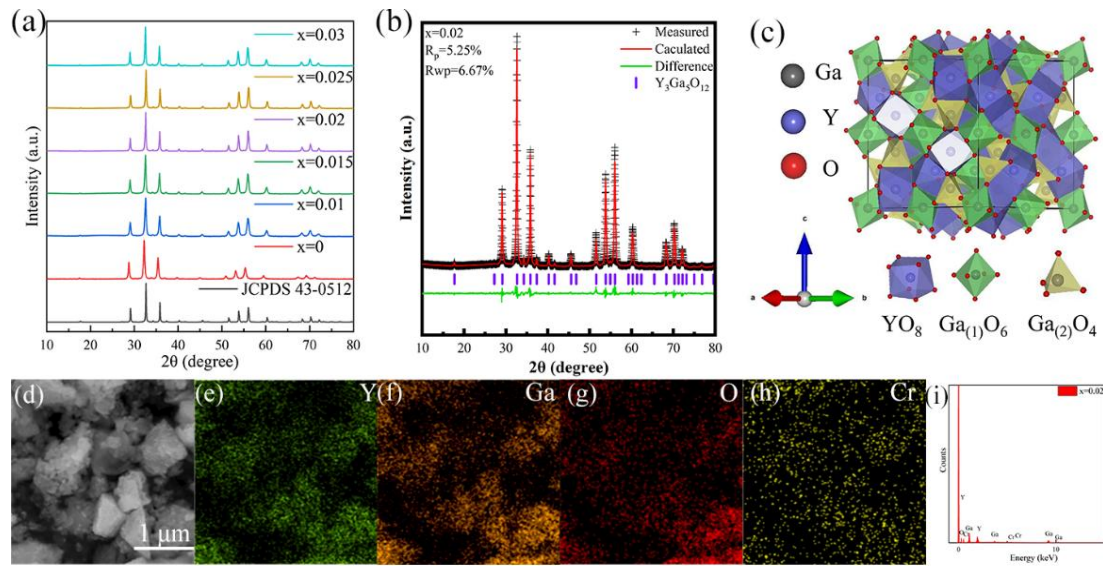 (a)
x=0.03
x=0.025
x=0.02
x=0.015
x=0.01
x=0
JCPDS 43-0512
Intensity (a.u.)
10 20 30 40 50 60 70 80
2θ (degree)
(b)
x=0.02
Rp=5.25%
Rwp=6.67%
Measured
Caculated
Difference
Y3Ga5O12
Intensity (a.u.)
10 20 30 40 50 60 70 80
2θ (degree)
(c)
Ga
Y
O
c
a
b
YO8
Ga(1)O6
Ga(2)O4
(d)
1 μm
(e)
Y
(f)
Ga
(g)
O
(h)
Cr
(i)
x=0.02
Counts
Y
Ga
Y
Ga
Cr
Cr
Ga
Ga
0 10
Energy (keV)